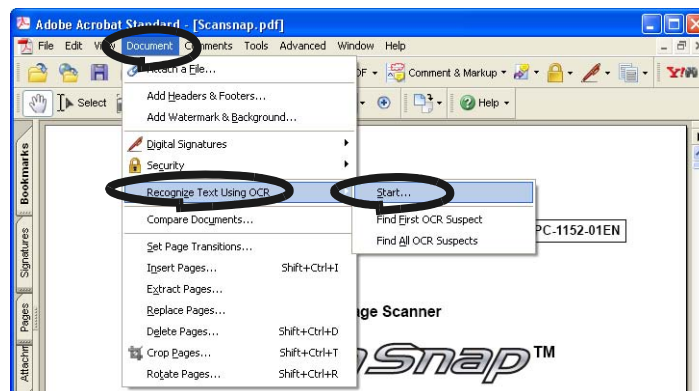 Adobe Acrobat Standard - [Scansnap.pdf]
File Edit View Document Comments Tools Advanced Window Help
Comment & Markup
Y!
Select
Help
Attach a File...
Add Headers & Footers...
Add Watermark & Background...
Digital Signatures
Security
Recognize Text Using OCR
Start...
Compare Documents...
Find First OCR Suspect
Find All OCR Suspects
Set Page Transitions...
Insert Pages... Shift+Ctrl+I
Extract Pages...
Replace Pages...
Delete Pages... Shift+Ctrl+D
Crop Pages... Shift+Ctrl+T
Rotate Pages... Shift+Ctrl+R
Bookmarks
Signatures
Pages
Attachm
PC-1152-01EN
ge Scanner
Snap™